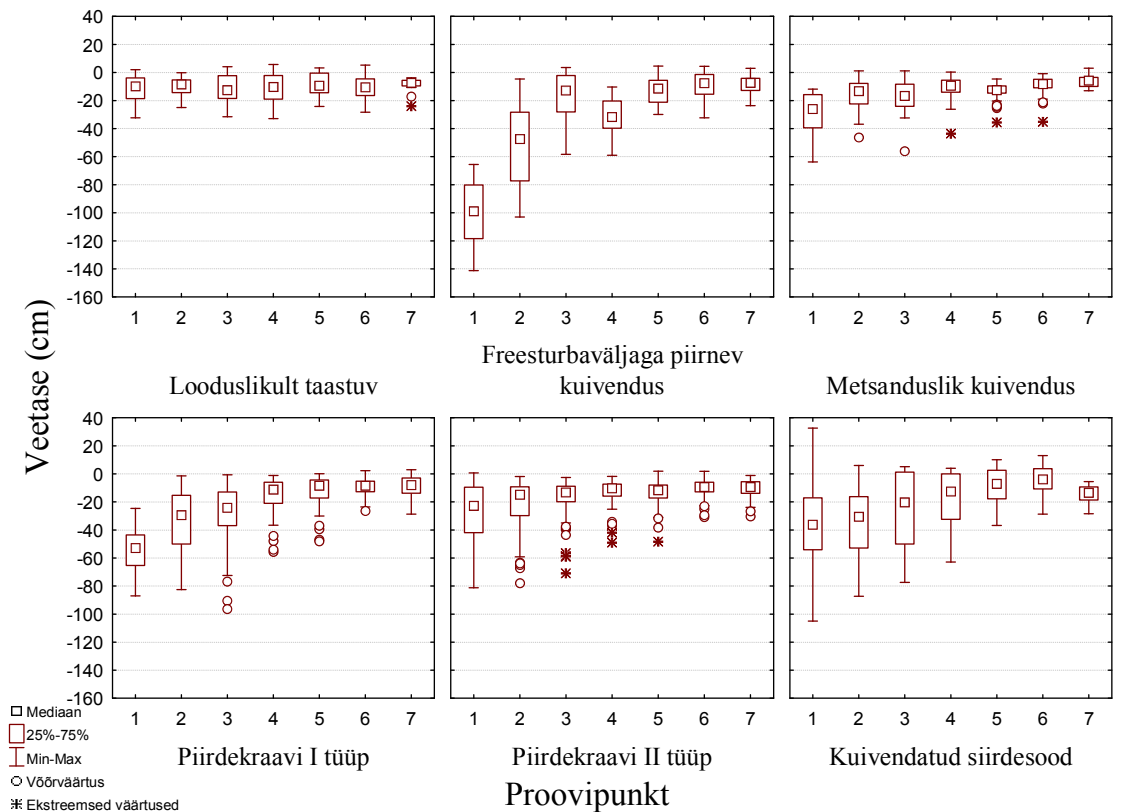 40
20
0
-20
-40
-60
-80
-100
-120
-140
-160
1 2 3 4 5 6 7
1 2 3 4 5 6 7
1 2 3 4 5 6 7
Looduslikult taastuv
Freesturbaväljaga piirnev
kuivendus
Metsanduslik kuivendus
Veetase (cm)
40
20
0
-20
-40
-60
-80
-100
-120
-140
-160
1 2 3 4 5 6 7
1 2 3 4 5 6 7
1 2 3 4 5 6 7
Piirdekraavi I tüüp
Piirdekraavi II tüüp
Kuivendatud siirdesood
Proovipunkt
Mediaan
25%-75%
Min-Max
Võõrväärtus
Ekstreemsed väärtused